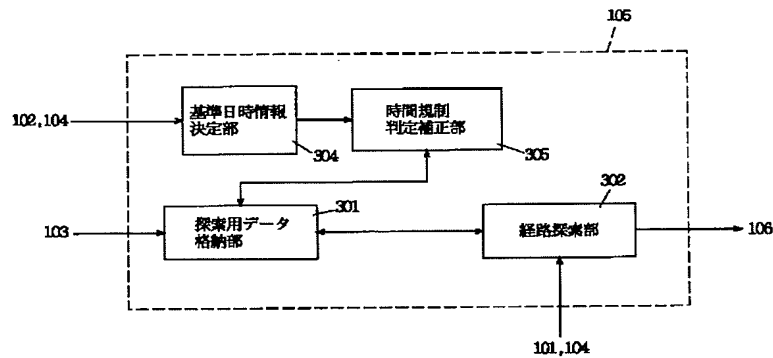 105
基準日時情報
決定部
304
時間規制
判定補正部
305
102,104
探索用データ
格納部
301
103
経路探索部
302
106
101,104